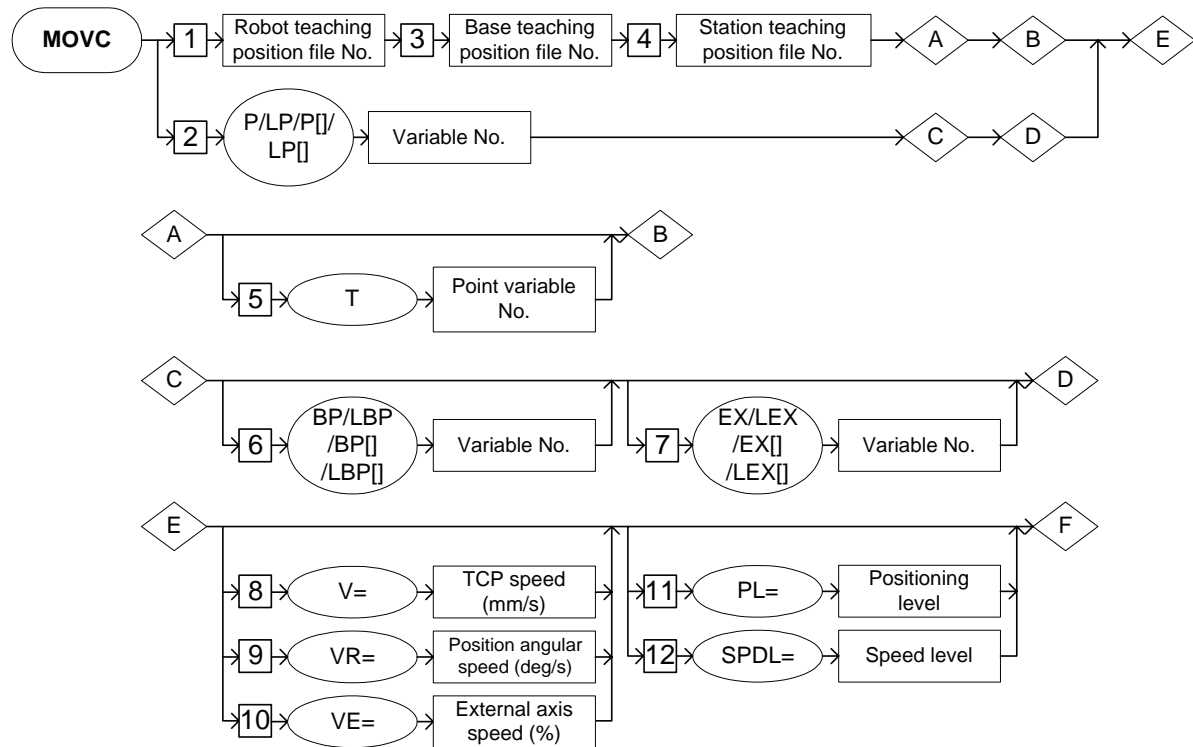 MOVC
1
Robot teaching
position file No.
3
Base teaching
position file No.
4
Station teaching
position file No.
A
B
E
2
P/LP/P[]/
LP[]
Variable No.
C
D
A
B
5
T
Point variable
No.
C
D
6
BP/LBP
/BP[]
/LBP[]
Variable No.
7
EX/LEX
/EX[]
/LEX[]
Variable No.
E
F
8
V=
TCP speed
(mm/s)
11
PL=
Positioning
level
9
VR=
Position angular
speed (deg/s)
12
SPDL=
Speed level
10
VE=
External axis
speed (%)